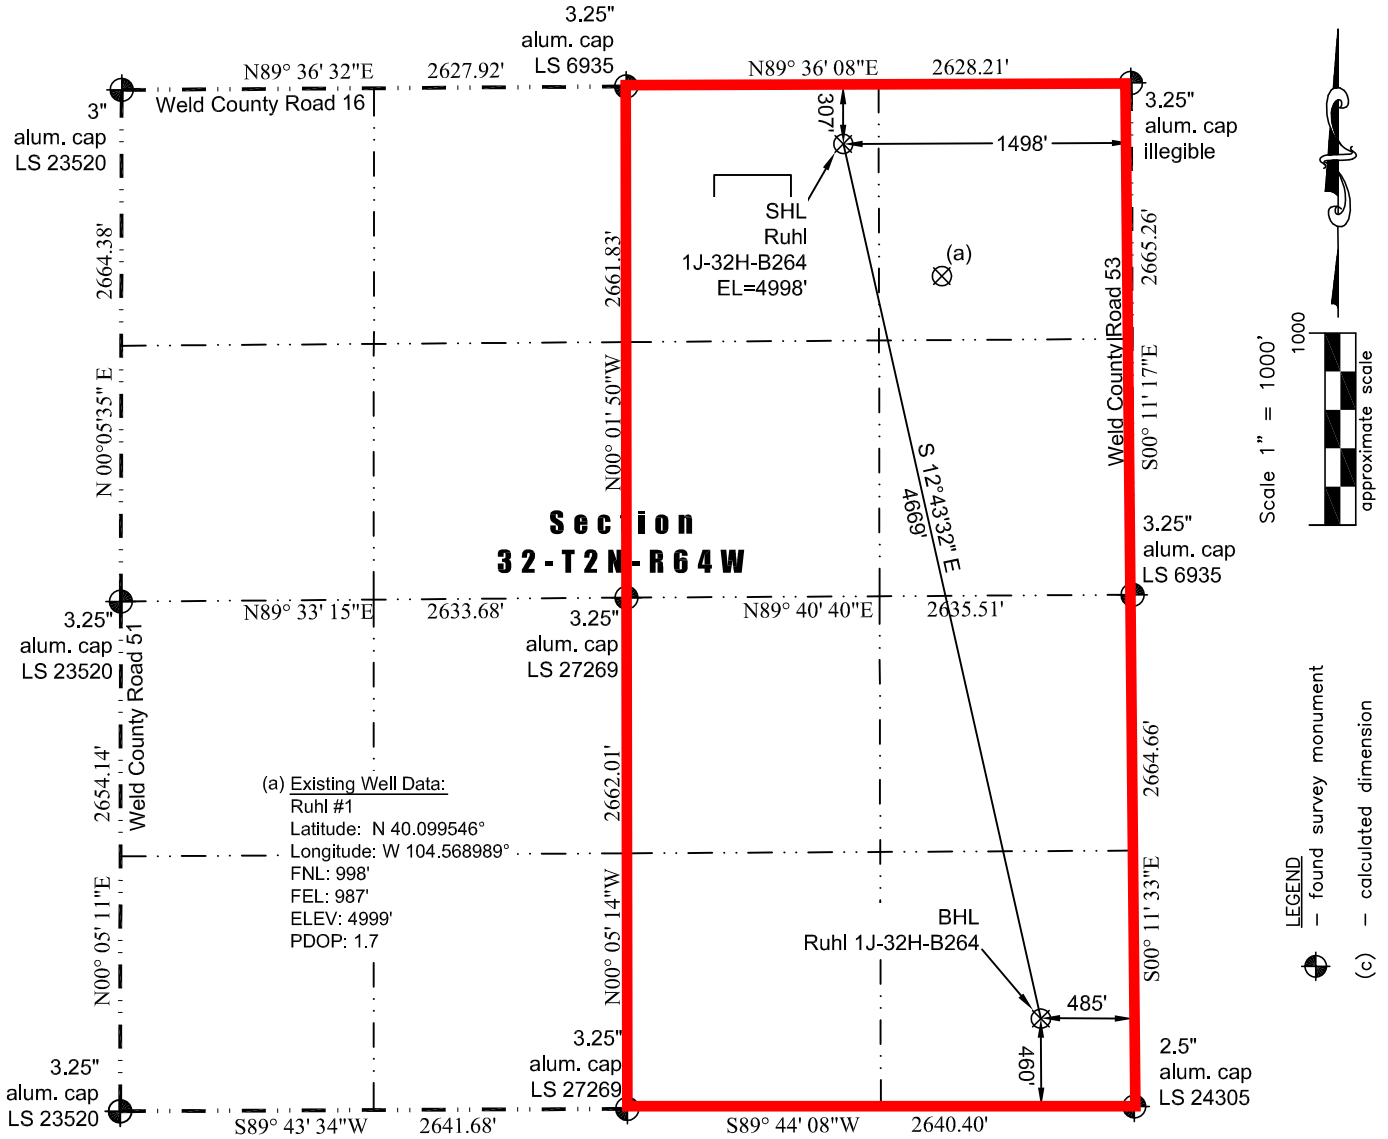 3.25"
alum. cap
LS 6935
N89° 36' 32"E 2627.92'
N89° 36' 08"E 2628.21'
Weld County Road 16
3"
alum. cap
LS 23520
3.25"
alum. cap
illegible
307'
1498'
SHL
Ruhl
1J-32H-B264
EL=4998'
(a)
2664.38'
N 00°05'35" E
2661.83'
N00° 01' 50"W
Weld County Road 53
2665.26'
S00° 11' 17"E
S 12°43'32" E
4669'
Section
32-T2N-R64W
3.25"
alum. cap
LS 6935
N89° 33' 15"E 2633.68'
N89° 40' 40"E 2635.51'
3.25"
alum. cap
LS 23520
3.25"
alum. cap
LS 27269
Weld County Road 51
2654.14'
N00° 05' 11"E
2662.01'
N00° 05' 14"W
2664.66'
S00° 11' 33"E
(a) Existing Well Data:
Ruhl #1
Latitude: N 40.099546°
Longitude: W 104.568989°
FNL: 998'
FEL: 987'
ELEV: 4999'
PDOP: 1.7
BHL
Ruhl 1J-32H-B264
485'
460'
3.25"
alum. cap
LS 23520
3.25"
alum. cap
LS 27269
2.5"
alum. cap
LS 24305
S89° 43' 34"W 2641.68'
S89° 44' 08"W 2640.40'
Scale 1" = 1000'
1000
approximate scale
LEGEND
- found survey monument
(c) - calculated dimension